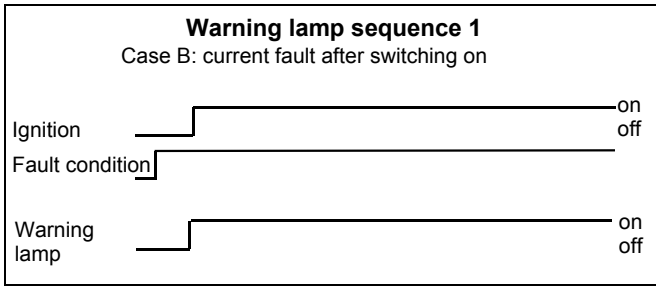 Warning lamp sequence 1
Case B: current fault after switching on
on
Ignition
off
Fault condition
Warning
on
lamp
off